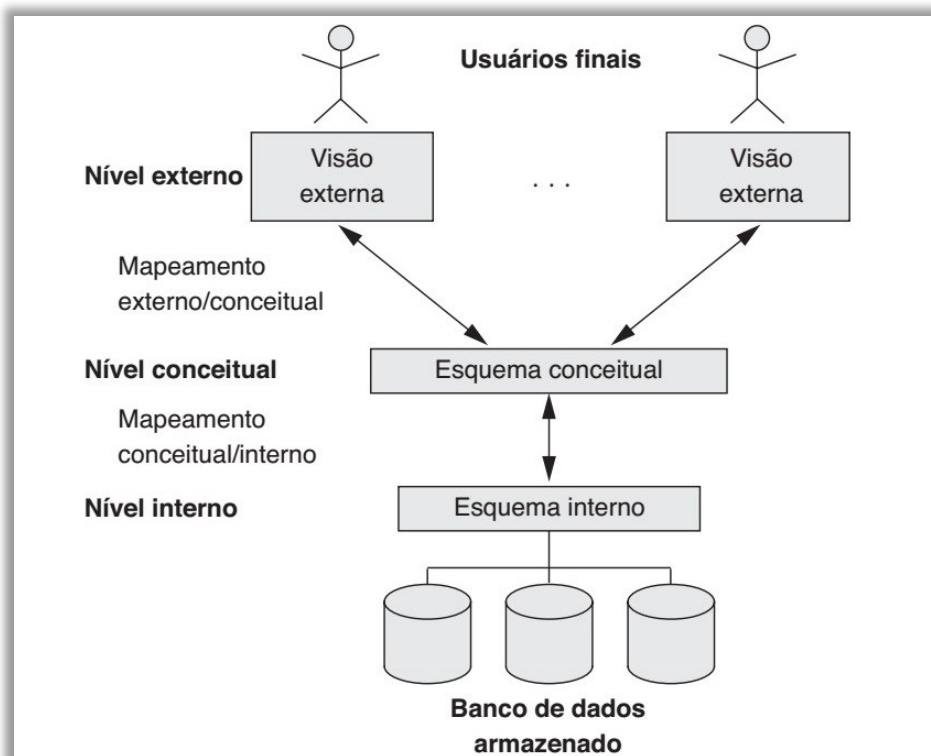 Usuários finais
Nível externo
Visão
externa
. . .
Visão
externa
Mapeamento
externo/conceitual
Nível conceitual
Esquema conceitual
Mapeamento
conceitual/interno
Nível interno
Esquema interno
Banco de dados
armazenado